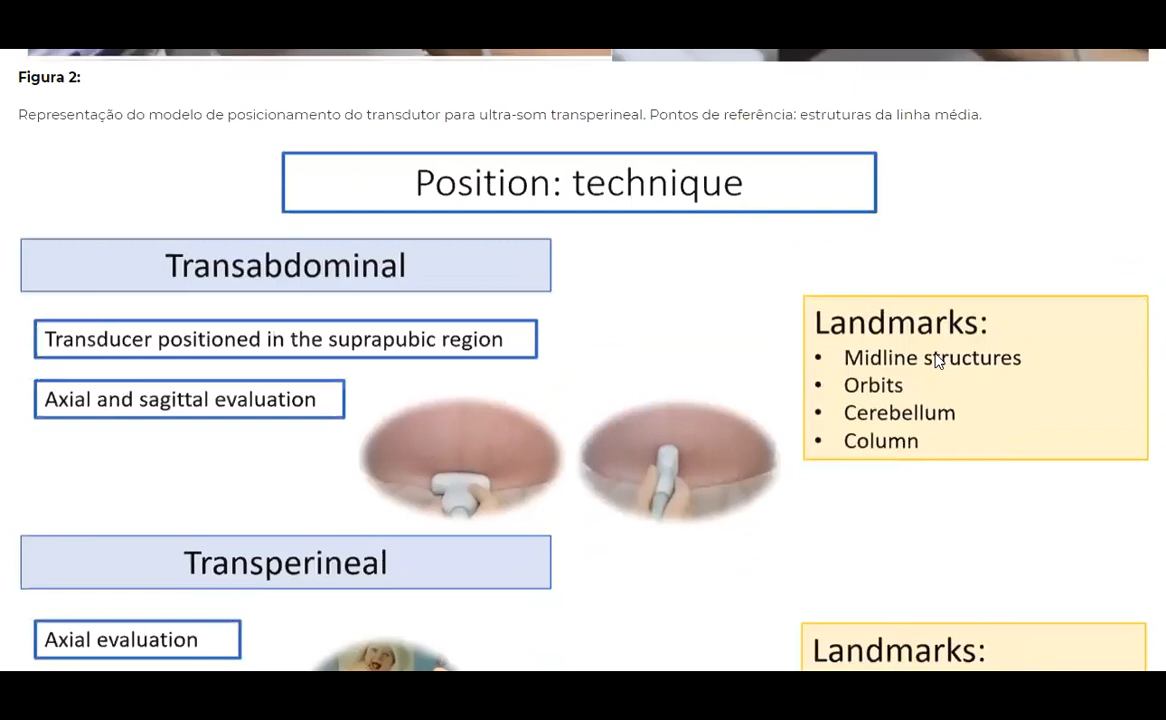 Figura 2:
Representação do modelo de posicionamento do transdutor para ultra-som transperineal. Pontos de referência: estruturas da linha média.
Position: technique
Transabdominal
Transducer positioned in the suprapubic region
Axial and sagittal evaluation
Landmarks:
• Midline structures
• Orbits
• Cerebellum
• Column
Transperineal
Axial evaluation
Landmarks: